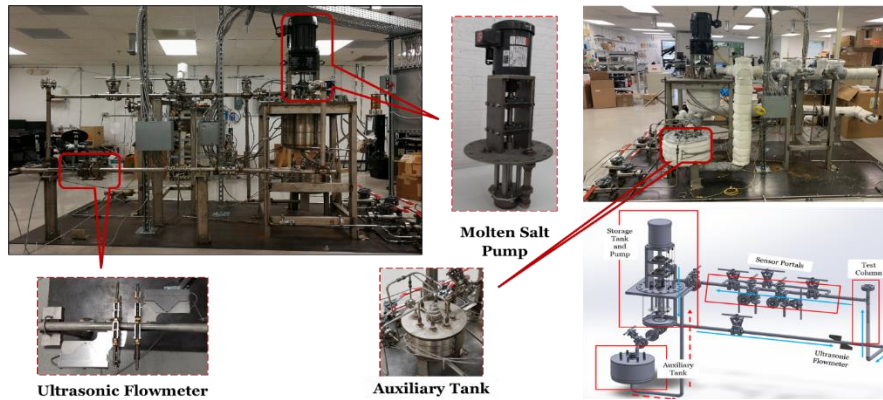 Molten Salt
Pump
Ultrasonic Flowmeter
Auxiliary Tank
Storage
Tank
and
Pump
Sensor Portals
Test
Column
Ultrasonic
Flowmeter
Auxiliary
Tank